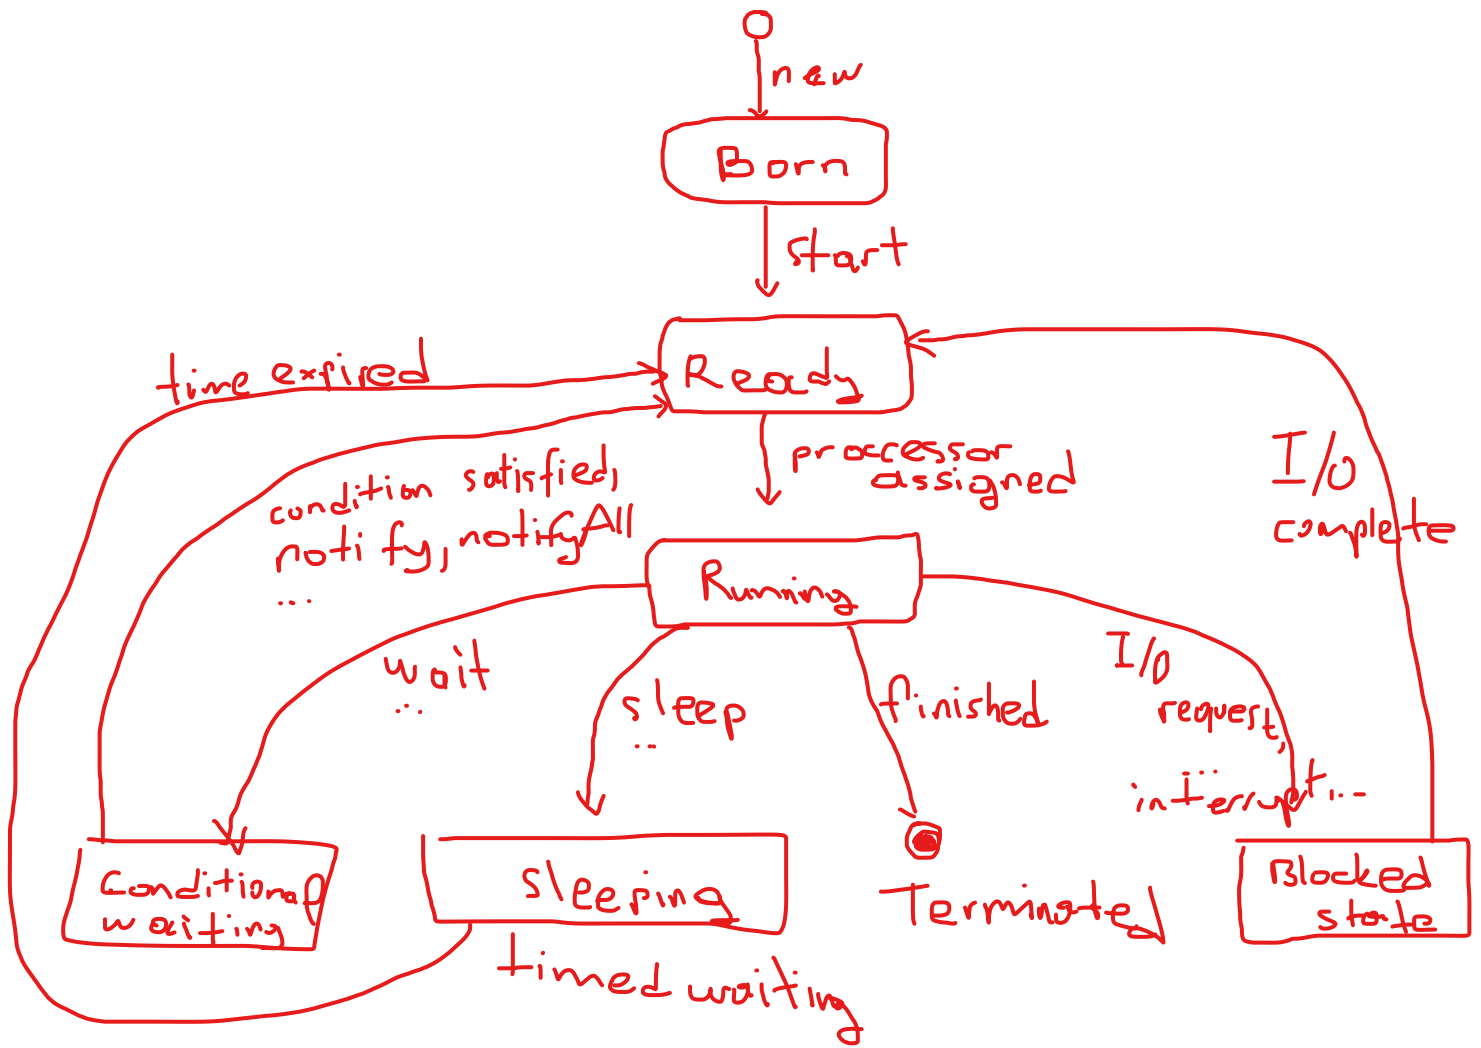 new
Born
start
time expired
Ready
I/O
complete
processor
assigned
condition satisfied,
notify, notifyAll
...
Running
wait
...
sleep
...
finished
I/O
request,
...
interrupt, ...
Conditional
waiting
Sleeping
timed waiting
Terminated
Blocked
state